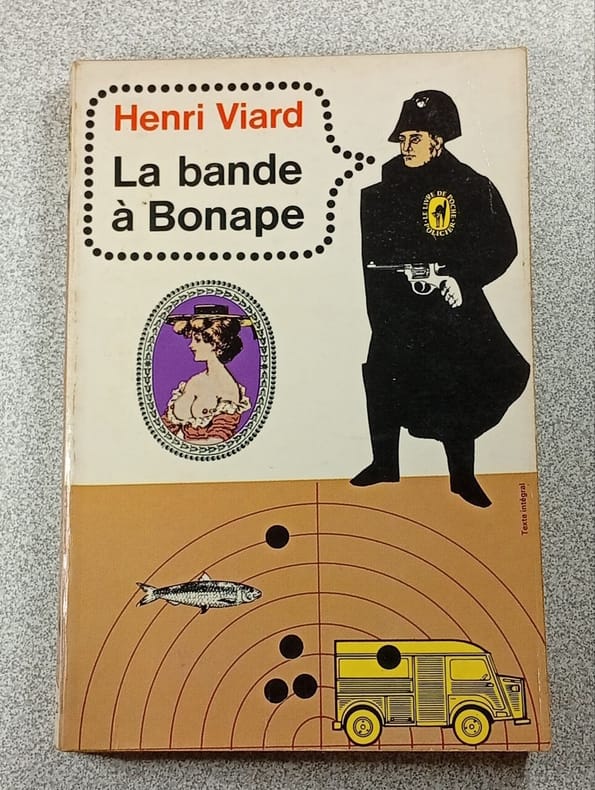 Henri Viard
La bande
à Bonape
LE LIVRE DE POCHE
POLICIER
Texte intégral